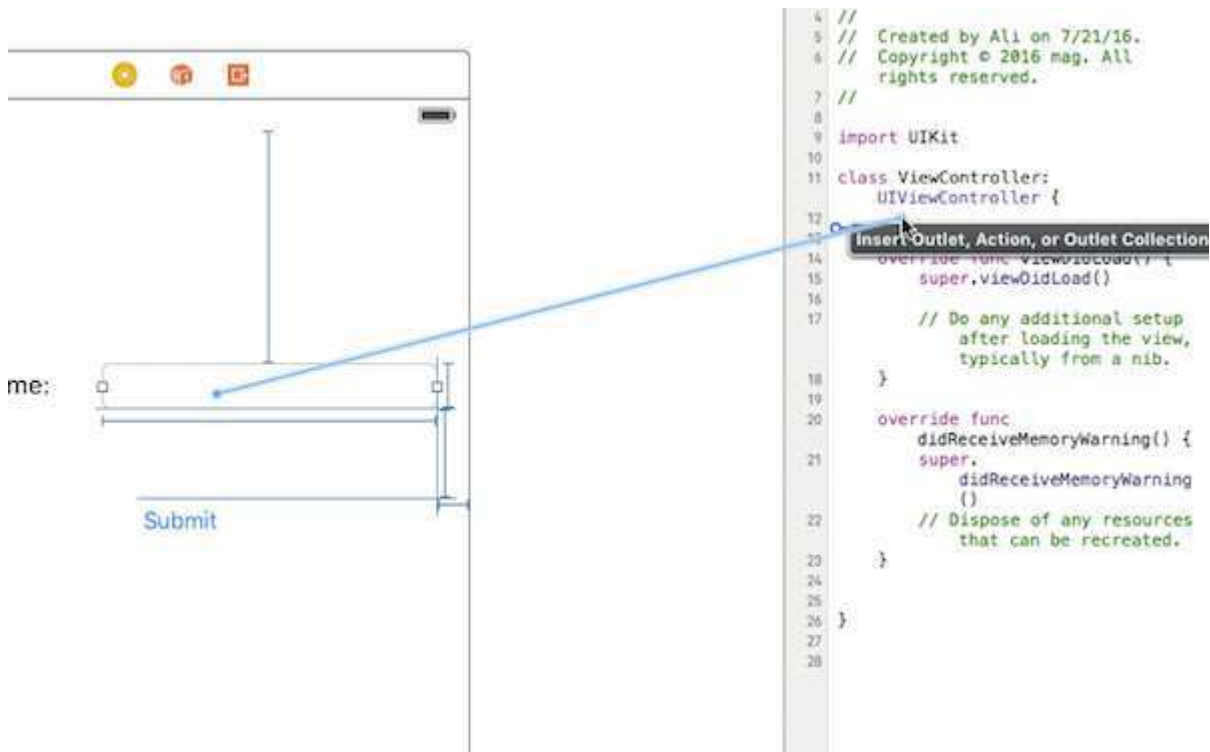 me:
Submit
4 //
5 // Created by Ali on 7/21/16.
6 // Copyright © 2016 mag. All
rights reserved.
7 //
8
9 import UIKit
10
11 class ViewController:
UIViewController {
12
13
Insert Outlet, Action, or Outlet Collection
14 override func viewDidLoad() {
15 super.viewDidLoad()
16
17 // Do any additional setup
after loading the view,
typically from a nib.
18 }
19
20 override func
didReceiveMemoryWarning() {
21 super.
didReceiveMemoryWarning
()
22 // Dispose of any resources
that can be recreated.
23 }
24
25
26 }
27
28